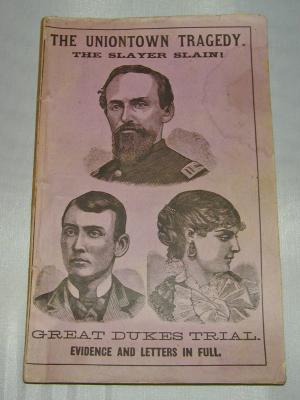 THE UNIONTOWN TRAGEDY.
THE SLAYER SLAIN!
GREAT DUKES TRIAL.
EVIDENCE AND LETTERS IN FULL.